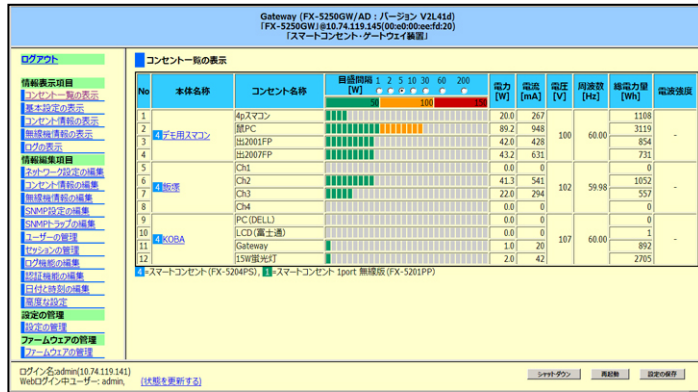 Gateway (FX-5250GW/AD : バージョン V2L41d)
「FX-5250GW」@10.74.119.145(00:e0:00:ee:fd:20)
「スマートコンセント・ゲートウェイ装置」
ログアウト
情報表示項目
コンセント一覧の表示
基本設定の表示
コンセント情報の表示
無線機情報の表示
ログの表示
情報編集項目
ネットワーク設定の編集
コンセント情報の編集
無線機情報の編集
SNMP設定の編集
SNMPトラップの編集
ユーザーの管理
セッションの管理
ログ機能の編集
認証機能の編集
日付と時刻の編集
高度な設定
設定の管理
設定の管理
ファームウェアの管理
ファームウェアの管理
コンセント一覧の表示
No 本体名称 コンセント名称 目盛間隔 1 2 5 10 30 60 200 [W] 50 100 150 電力[W] 電流[mA] 電圧[V] 周波数[Hz] 総電力量[Wh] 電波強度
1 4 デモ用スマコン 4pスマコン 20.0 267 100 60.00 1108 -
2 鼠PC 89.2 948 3119
3 出2001FP 42.0 428 854
4 出2007FP 43.2 631 731
5 4 Ch1 0.0 0 102 59.98 0 -
6 Ch2 41.3 541 1052
7 Ch3 22.0 294 557
8 Ch4 0.0 0 0
9 4 KOBA PC(DELL) 0.0 0 107 60.00 0 -
10 LCD(富士通) 0.0 0 1
11 Gateway 1.0 20 892
12 15W蛍光灯 2.0 42 2705
4=スマートコンセント(FX-5204PS), 1=スマートコンセント 1port 無線版(FX-5201PP)
ログイン名:admin(10.74.119.141)
Webログイン中ユーザー: admin, (状態を更新する)
シャットダウン 再起動 設定の保存